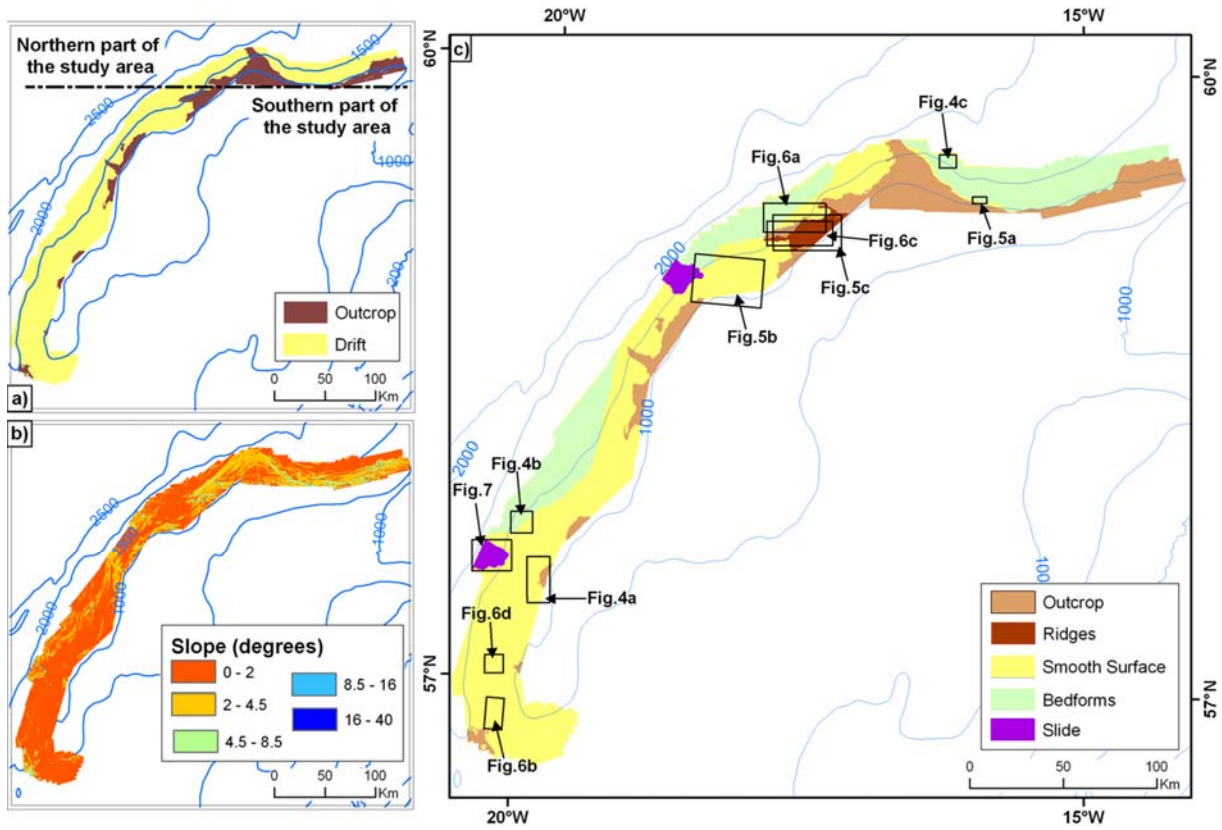 a)
Northern part of
the study area
Southern part of
the study area
2500
1500
1000
2000
200
Outcrop
Drift
0 50 100
Km
b)
2500
1000
2000
1000
200
Slope (degrees)
0 - 2
2 - 4.5
4.5 - 8.5
8.5 - 16
16 - 40
0 50 100
Km
c)
20°W
15°W
60°N
60°N
Fig.4c
Fig.6a
Fig.5a
Fig.6c
Fig.5c
2000
Fig.5b
1000
1000
2000
Fig.4b
Fig.7
Fig.4a
Fig.6d
Fig.6b
100
57°N
57°N
Outcrop
Ridges
Smooth Surface
Bedforms
Slide
0 50 100
Km
20°W
15°W